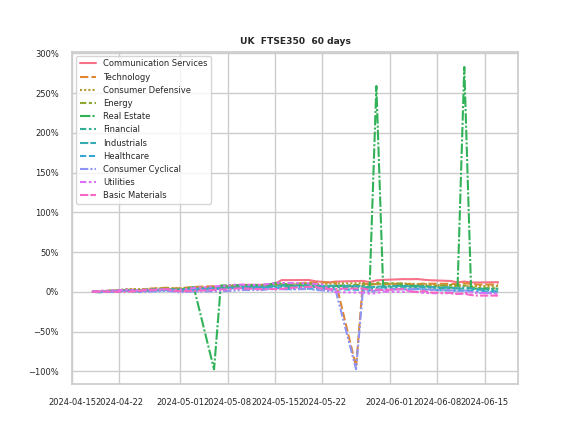 UK FTSE350 60 days
300%
250%
200%
150%
100%
50%
0%
−50%
−100%
Communication Services
Technology
Consumer Defensive
Energy
Real Estate
Financial
Industrials
Healthcare
Consumer Cyclical
Utilities
Basic Materials
2024-04-15 2024-04-22 2024-05-01 2024-05-08 2024-05-15 2024-05-22 2024-06-01 2024-06-08 2024-06-15